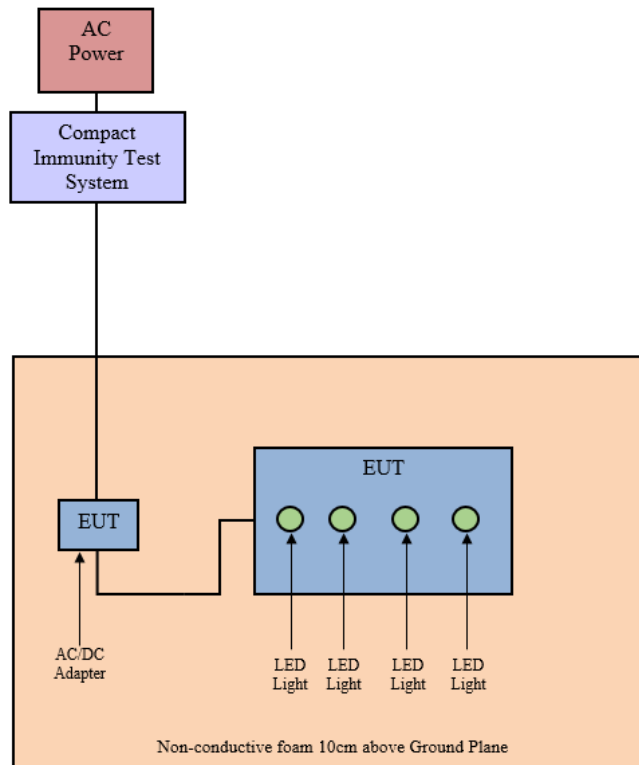 AC
Power
Compact
Immunity Test
System
EUT
EUT
AC/DC
Adapter
LED
Light
LED
Light
LED
Light
LED
Light
Non-conductive foam 10cm above Ground Plane